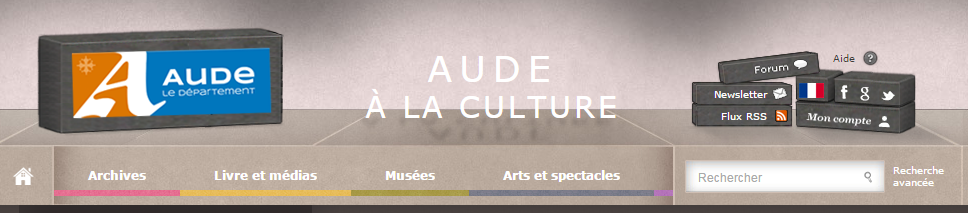 AUDE
LE DÉPARTEMENT
AUDE
À LA CULTURE
Forum
Aide ?
Newsletter
f g
Flux RSS
Mon compte
Archives
Livre et médias
Musées
Arts et spectacles
Rechercher
Recherche
avancée